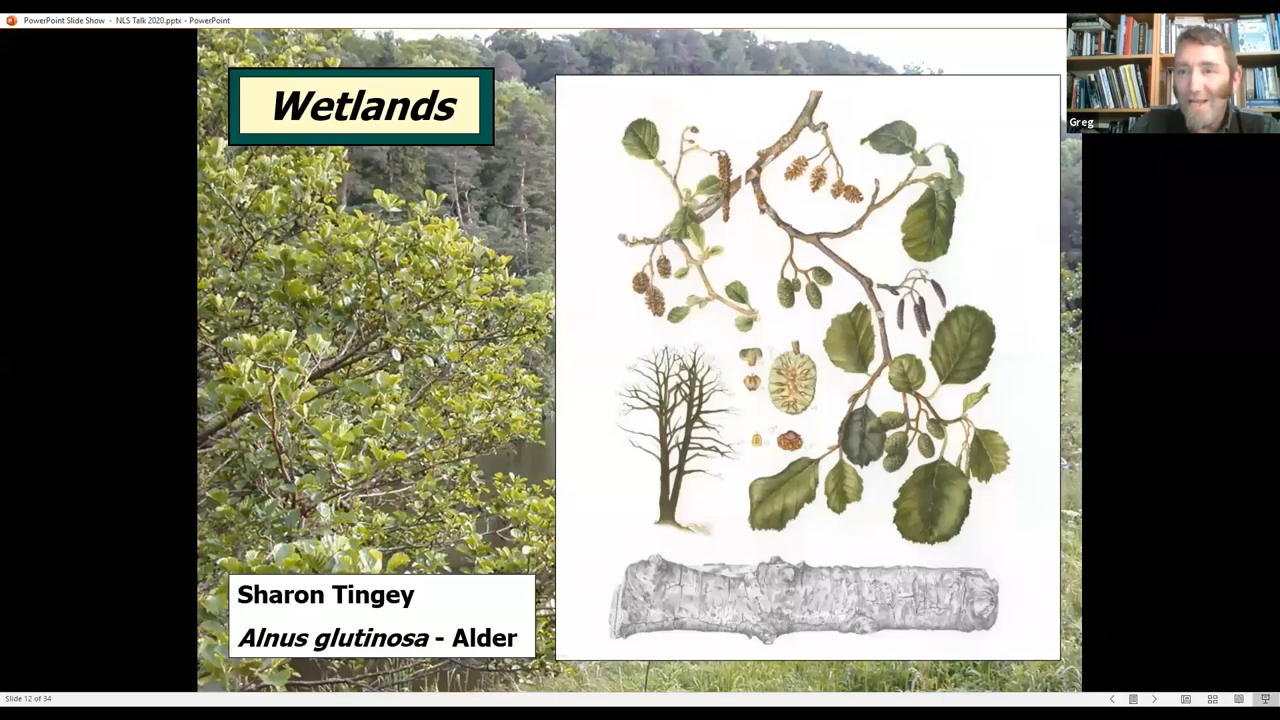 PowerPoint Slide Show - NLS Talk 2020.pptx - PowerPoint
Greg
Wetlands
Sharon Tingey
Alnus glutinosa - Alder
Slide 12 of 34